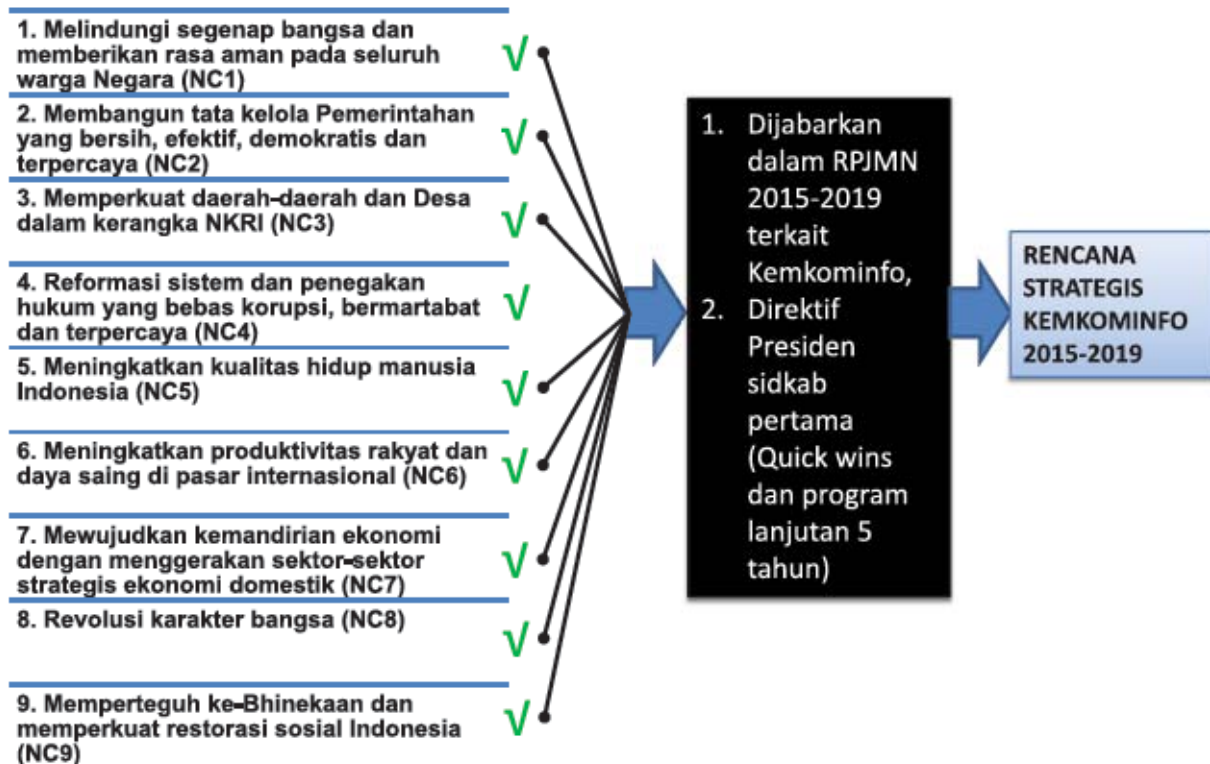 1. Melindungi segenap bangsa dan
memberikan rasa aman pada seluruh
warga Negara (NC1)
√
2. Membangun tata kelola Pemerintahan
yang bersih, efektif, demokratis dan
terpercaya (NC2)
√
3. Memperkuat daerah-daerah dan Desa
dalam kerangka NKRI (NC3)
√
4. Reformasi sistem dan penegakan
hukum yang bebas korupsi, bermartabat
dan terpercaya (NC4)
√
5. Meningkatkan kualitas hidup manusia
Indonesia (NC5)
√
6. Meningkatkan produktivitas rakyat dan
daya saing di pasar internasional (NC6)
√
7. Mewujudkan kemandirian ekonomi
dengan menggerakan sektor-sektor
strategis ekonomi domestik (NC7)
√
8. Revolusi karakter bangsa (NC8)
√
9. Memperteguh ke-Bhinekaan dan
memperkuat restorasi sosial Indonesia
(NC9)
√
1. Dijabarkan
dalam RPJMN
2015-2019
terkait
Kemkominfo,
2. Direktif
Presiden
sidkab
pertama
(Quick wins
dan program
lanjutan 5
tahun)
RENCANA
STRATEGIS
KEMKOMINFO
2015-2019